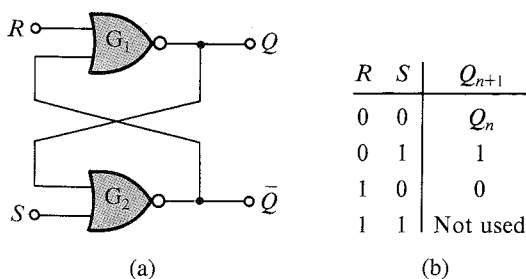 R
G₁
Q
S
G₂
Q̄
(a)
R S Qₙ₊₁
0 0 Qₙ
0 1 1
1 0 0
1 1 Not used
(b)